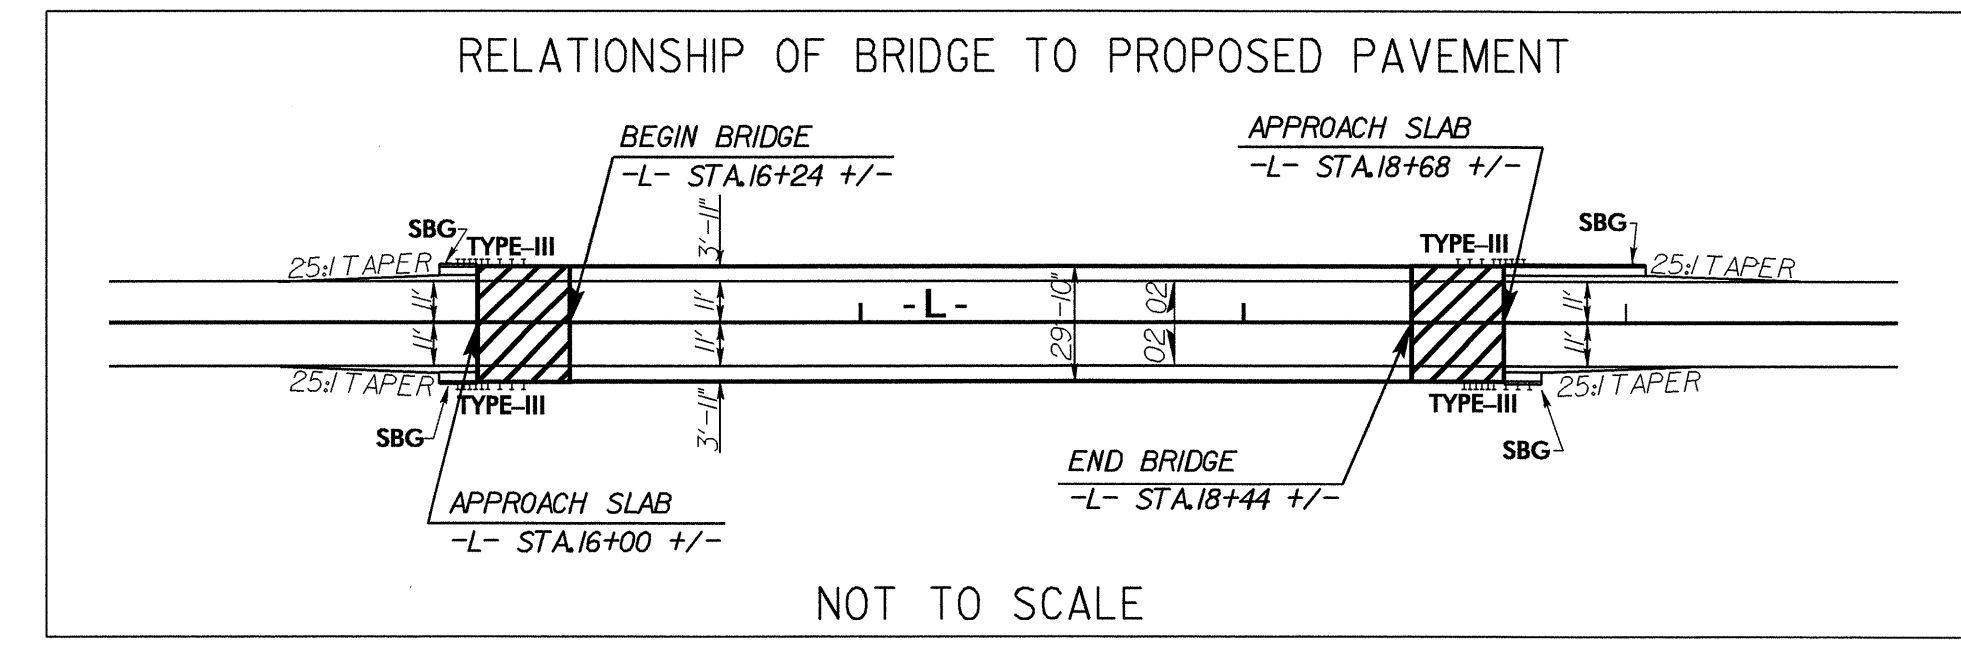 RELATIONSHIP OF BRIDGE TO PROPOSED PAVEMENT
BEGIN BRIDGE
-L- STA.16+24 +/-
APPROACH SLAB
-L- STA.18+68 +/-
SBG
TYPE-III
25:1 TAPER
3'-11"
TYPE-III
SBG
25:1 TAPER
11'
11'
-L-
29'-10"
.02
.02
11'
11'
11'
11'
25:1 TAPER
TYPE-III
SBG
3'-11"
TYPE-III
25:1 TAPER
SBG
END BRIDGE
-L- STA.18+44 +/-
APPROACH SLAB
-L- STA.16+00 +/-
NOT TO SCALE